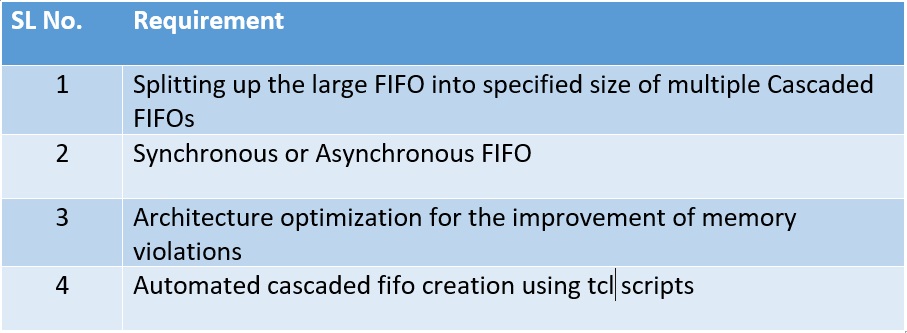 SL No. Requirement
1 Splitting up the large FIFO into specified size of multiple Cascaded
FIFOs
2 Synchronous or Asynchronous FIFO
3 Architecture optimization for the improvement of memory
violations
4 Automated cascaded fifo creation using tcl scripts